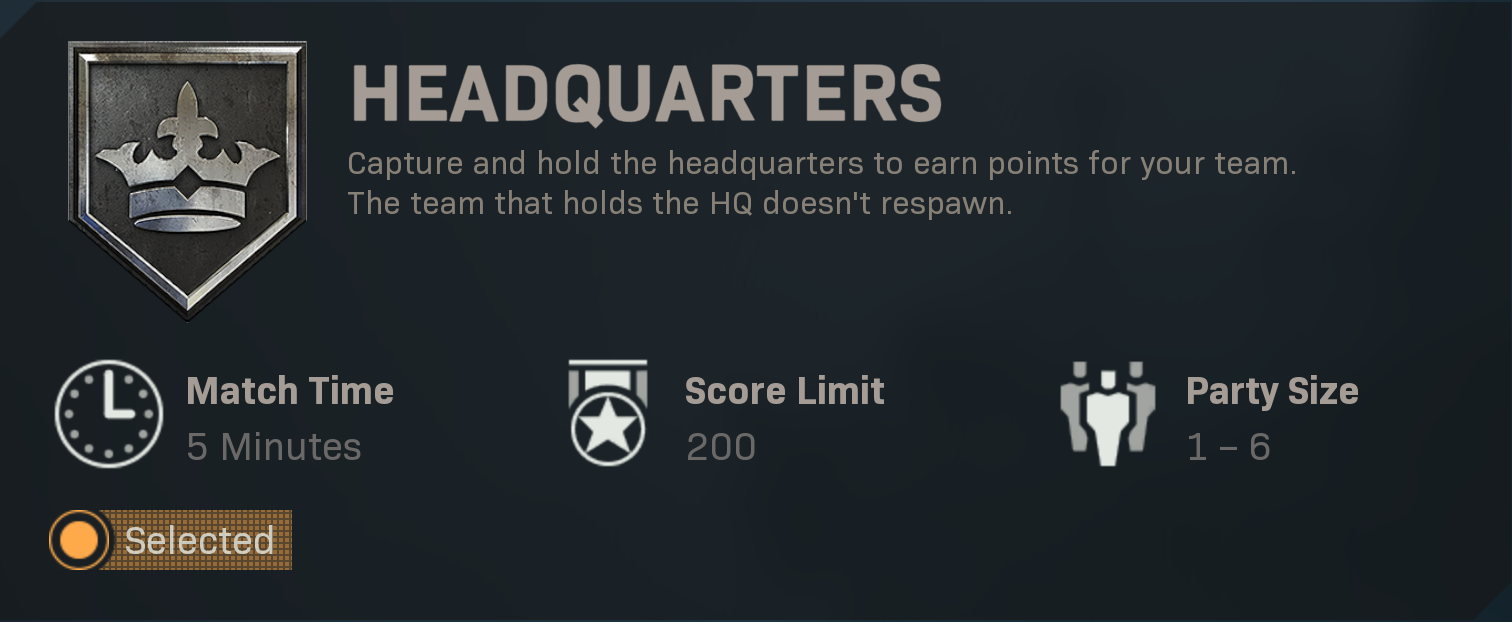 HEADQUARTERS
Capture and hold the headquarters to earn points for your team.
The team that holds the HQ doesn't respawn.
Match Time
5 Minutes
Score Limit
200
Party Size
1 – 6
Selected